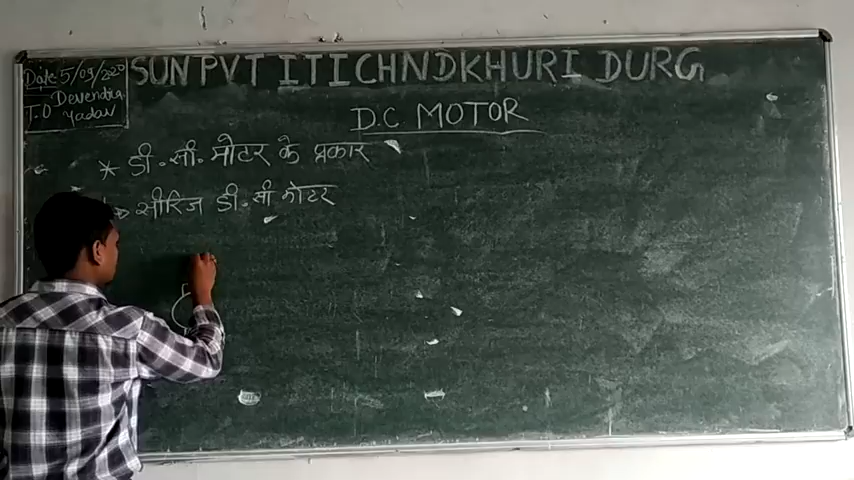 SUN PVT ITI CHNDKHURI DURG
Date 5/09/2020
T.O Devendra
Yadav
D.C MOTOR
* डी. सी. मोटर के प्रकार
सीरिज डी. सी मोटर